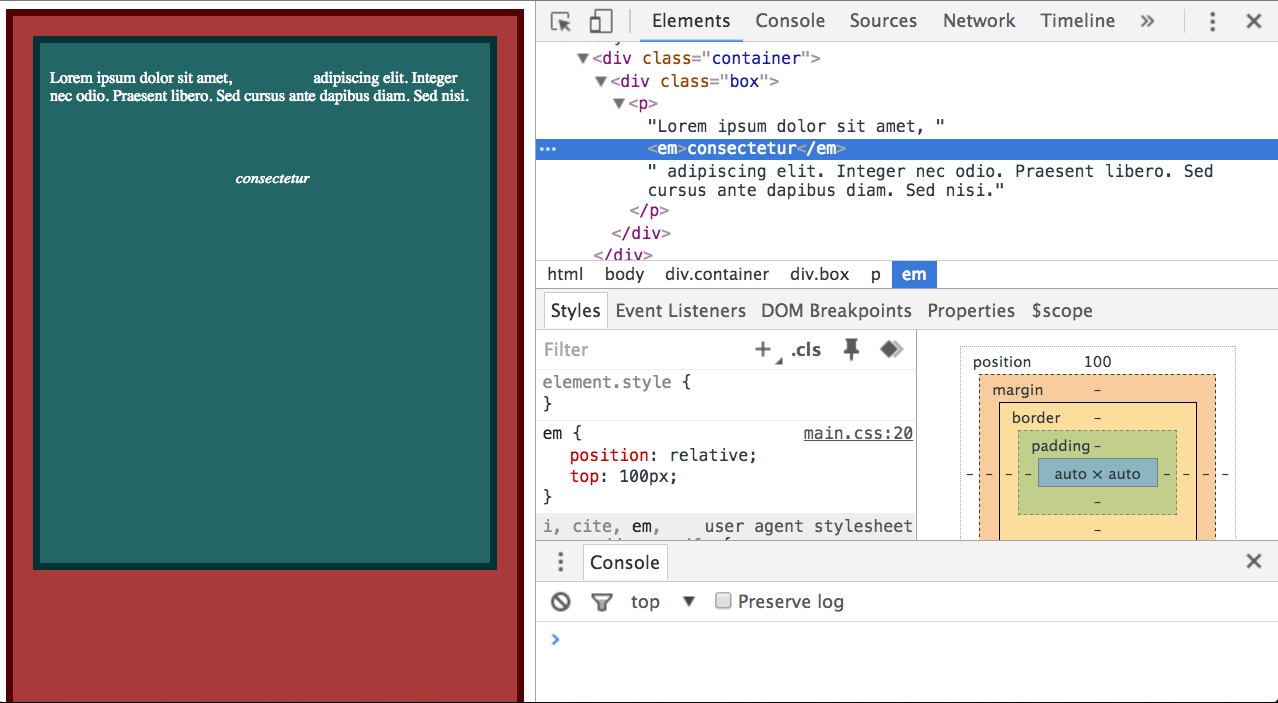 Lorem ipsum dolor sit amet, adipiscing elit. Integer
nec odio. Praesent libero. Sed cursus ante dapibus diam. Sed nisi.
consectetur
Elements Console Sources Network Timeline »
<div class="container">
<div class="box">
<p>
"Lorem ipsum dolor sit amet, "
… <em>consectetur</em>
" adipiscing elit. Integer nec odio. Praesent libero. Sed
cursus ante dapibus diam. Sed nisi."
</p>
</div>
</div>
html body div.container div.box p em
Styles Event Listeners DOM Breakpoints Properties $scope
Filter + .cls
element.style {
}
em { main.css:20
position: relative;
top: 100px;
}
i, cite, em, user agent stylesheet
position 100
margin –
border –
padding –
– – – – auto × auto – – – –
–
–
Console
top ▼ Preserve log